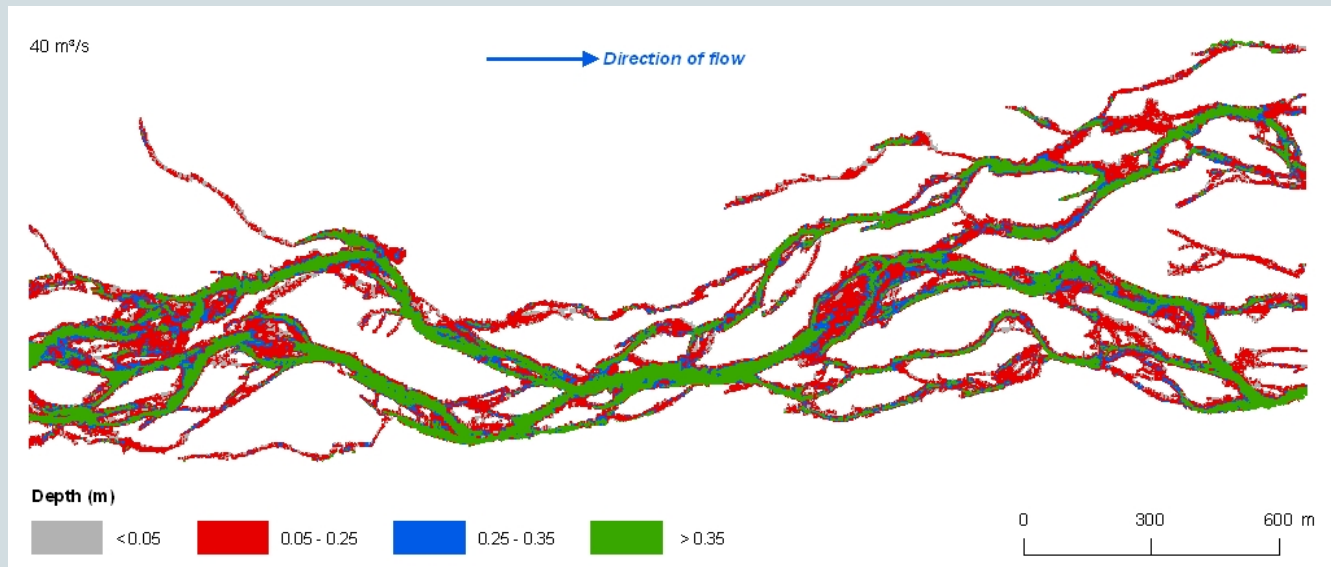 40 m³/s
Direction of flow
Depth (m)
<0.05
0.05 - 0.25
0.25 - 0.35
> 0.35
0 300 600 m